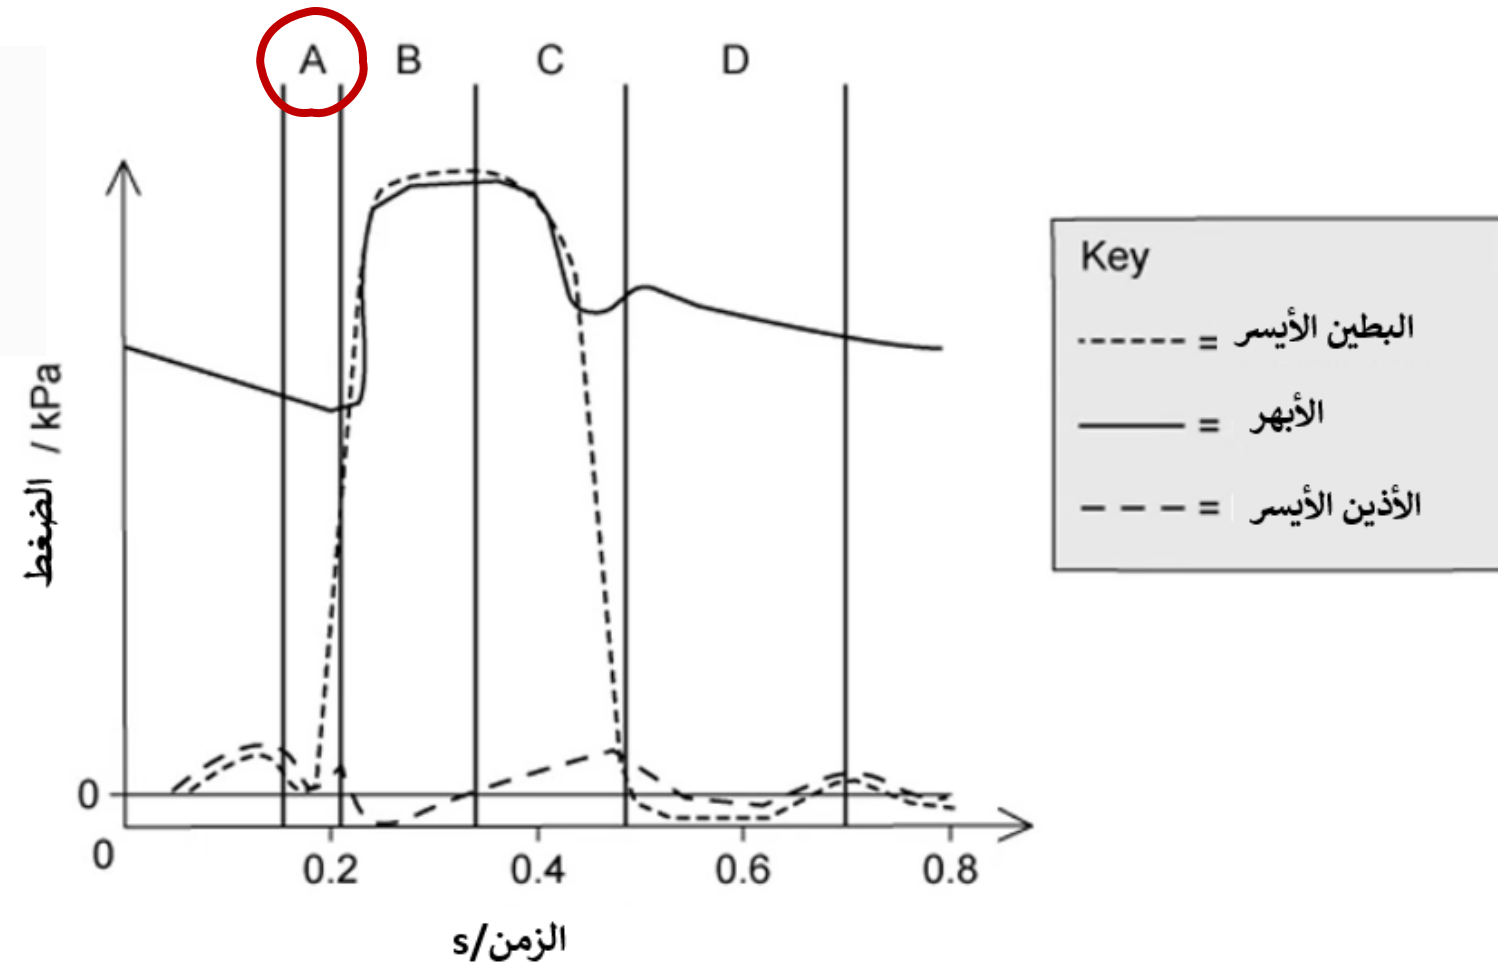 A B C D
Key
= البطين الأيسر
= الأبهر
= الأذين الأيسر
الضغط / kPa
0
0 0.2 0.4 0.6 0.8
الزمن/s